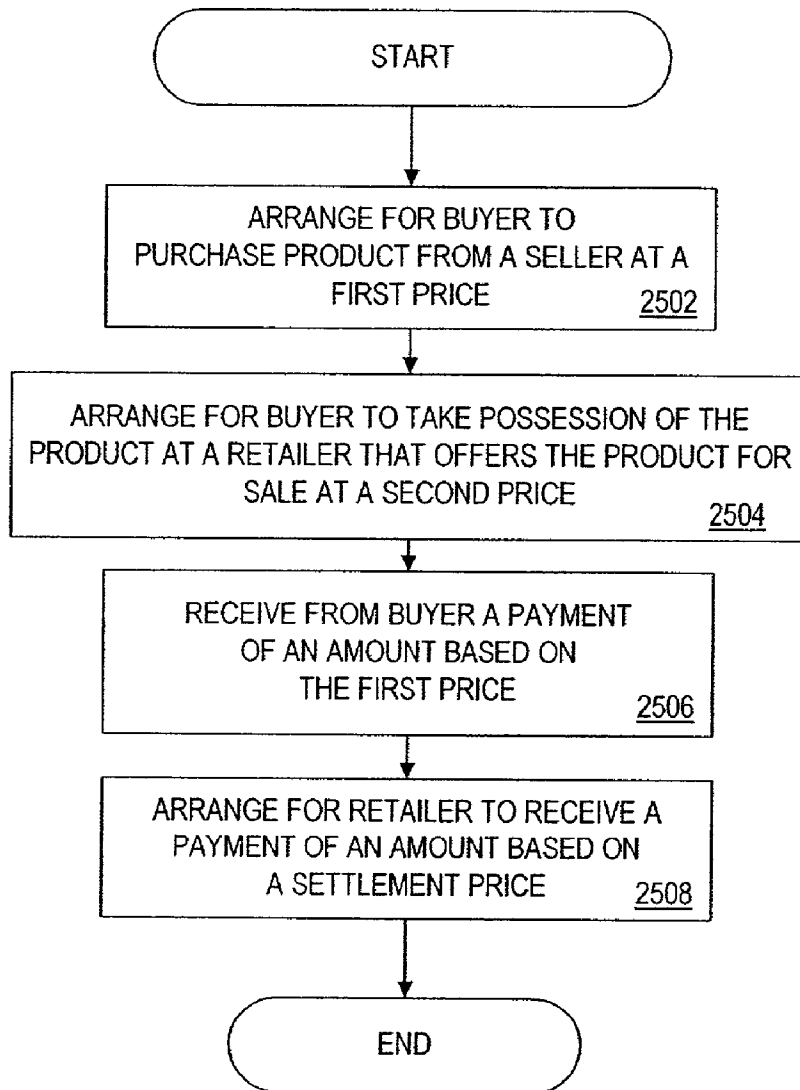 START
ARRANGE FOR BUYER TO
PURCHASE PRODUCT FROM A SELLER AT A
FIRST PRICE
2502
ARRANGE FOR BUYER TO TAKE POSSESSION OF THE
PRODUCT AT A RETAILER THAT OFFERS THE PRODUCT FOR
SALE AT A SECOND PRICE
2504
RECEIVE FROM BUYER A PAYMENT
OF AN AMOUNT BASED ON
THE FIRST PRICE
2506
ARRANGE FOR RETAILER TO RECEIVE A
PAYMENT OF AN AMOUNT BASED ON
A SETTLEMENT PRICE
2508
END